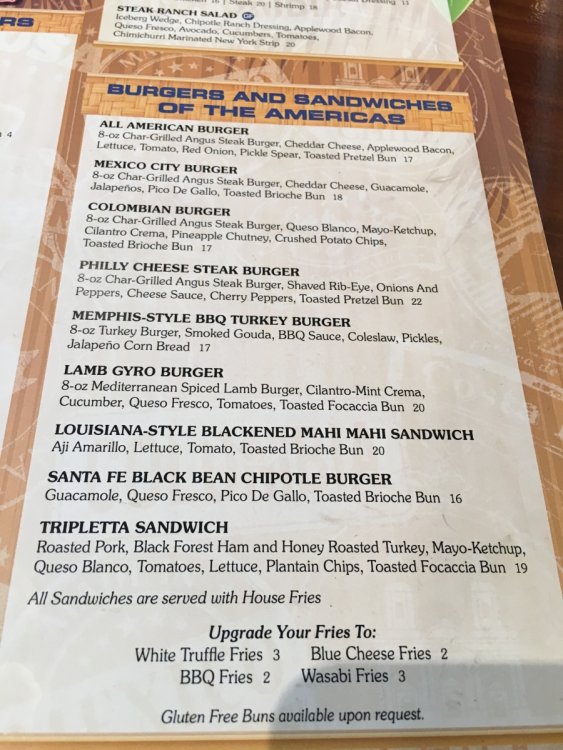 16 | Steak 20 | Shrimp 18
Dressing 13
STEAK RANCH SALAD GF
Iceberg Wedge, Chipotle Ranch Dressing, Applewood Bacon,
Queso Fresco, Avocado, Cucumbers, Tomatoes,
Chimichurri Marinated New York Strip 20
BURGERS AND SANDWICHES
OF THE AMERICAS
ALL AMERICAN BURGER
8-oz Char-Grilled Angus Steak Burger, Cheddar Cheese, Applewood Bacon,
Lettuce, Tomato, Red Onion, Pickle Spear, Toasted Pretzel Bun 17
MEXICO CITY BURGER
8-oz Char-Grilled Angus Steak Burger, Cheddar Cheese, Guacamole,
Jalapeños, Pico De Gallo, Toasted Brioche Bun 18
COLOMBIAN BURGER
8-oz Char-Grilled Angus Steak Burger, Queso Blanco, Mayo-Ketchup,
Cilantro Crema, Pineapple Chutney, Crushed Potato Chips,
Toasted Brioche Bun 17
PHILLY CHEESE STEAK BURGER
8-oz Char-Grilled Angus Steak Burger, Shaved Rib-Eye, Onions And
Peppers, Cheese Sauce, Cherry Peppers, Toasted Pretzel Bun 22
MEMPHIS-STYLE BBQ TURKEY BURGER
8-oz Turkey Burger, Smoked Gouda, BBQ Sauce, Coleslaw, Pickles,
Jalapeño Corn Bread 17
LAMB GYRO BURGER
8-oz Mediterranean Spiced Lamb Burger, Cilantro-Mint Crema,
Cucumber, Queso Fresco, Tomatoes, Toasted Focaccia Bun 20
LOUISIANA-STYLE BLACKENED MAHI MAHI SANDWICH
Aji Amarillo, Lettuce, Tomato, Toasted Brioche Bun 20
SANTA FE BLACK BEAN CHIPOTLE BURGER
Guacamole, Queso Fresco, Pico De Gallo, Toasted Brioche Bun 16
TRIPLETTA SANDWICH
Roasted Pork, Black Forest Ham and Honey Roasted Turkey, Mayo-Ketchup,
Queso Blanco, Tomatoes, Lettuce, Plantain Chips, Toasted Focaccia Bun 19
All Sandwiches are served with House Fries
Upgrade Your Fries To:
White Truffle Fries 3 Blue Cheese Fries 2
BBQ Fries 2 Wasabi Fries 3
Gluten Free Buns available upon request.